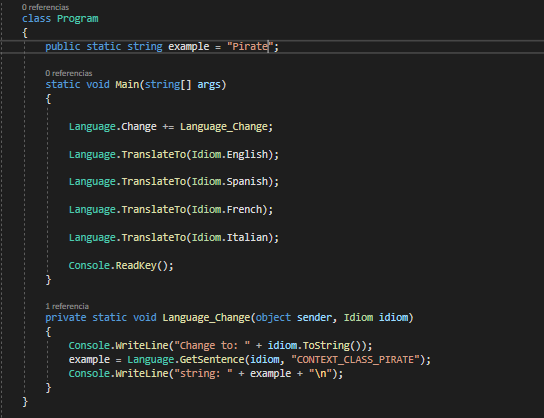 0 referencias
class Program
{
public static string example = "Pirate";
0 referencias
static void Main(string[] args)
{
Language.Change += Language_Change;
Language.TranslateTo(Idiom.English);
Language.TranslateTo(Idiom.Spanish);
Language.TranslateTo(Idiom.French);
Language.TranslateTo(Idiom.Italian);
Console.ReadKey();
}
1 referencia
private static void Language_Change(object sender, Idiom idiom)
{
Console.WriteLine("Change to: " + idiom.ToString());
example = Language.GetSentence(idiom, "CONTEXT_CLASS_PIRATE");
Console.WriteLine("string: " + example + "\n");
}
}